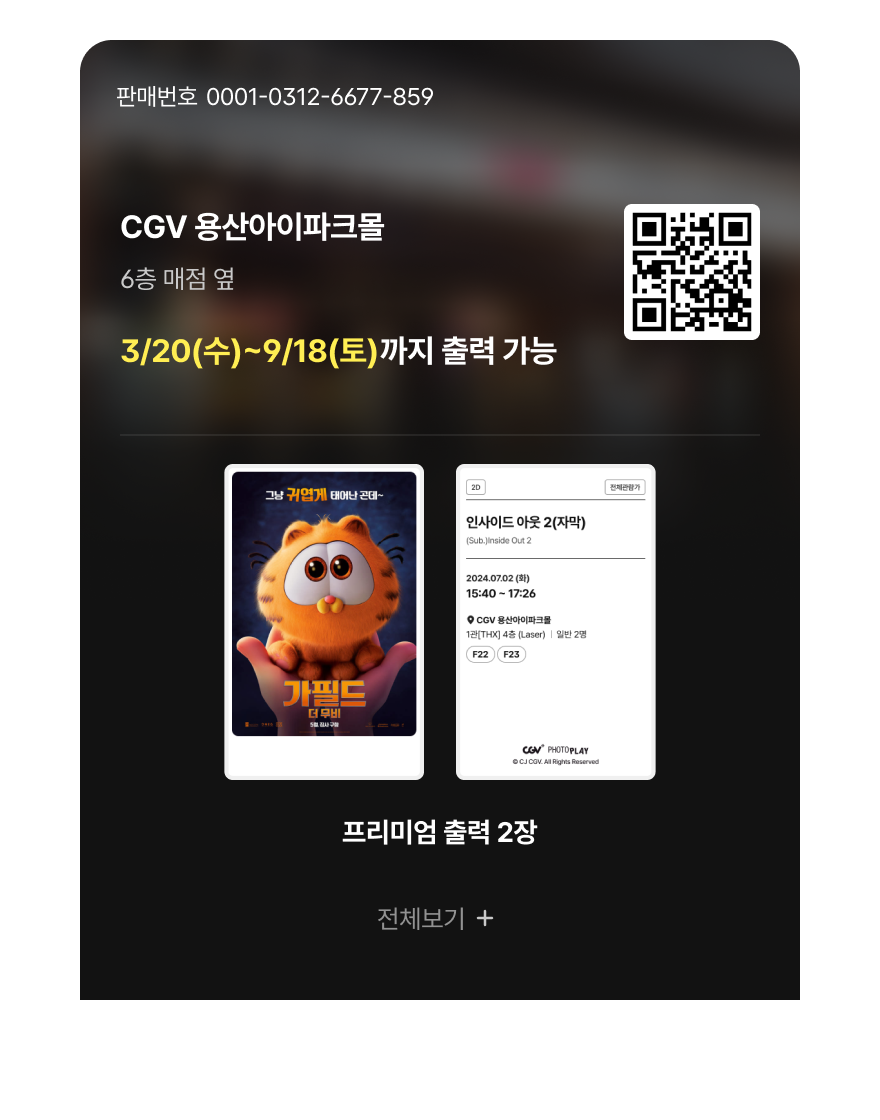 판매번호 0001-0312-6677-859
CGV 용산아이파크몰
6층 매점 옆
3/20(수)~9/18(토)까지 출력 가능
그냥 귀엽게 태어난 꼰데~
가필드
더 무비
5월, 집사 구함
2D
전체관람가
인사이드 아웃 2(자막)
(Sub.)Inside Out 2
2024.07.02 (화)
15:40 ~ 17:26
CGV 용산아이파크몰
1관[THX] 4층 (Laser) | 일반 2명
F22 F23
CGV PHOTOPLAY
© CJ CGV. All Rights Reserved
프리미엄 출력 2장
전체보기 +